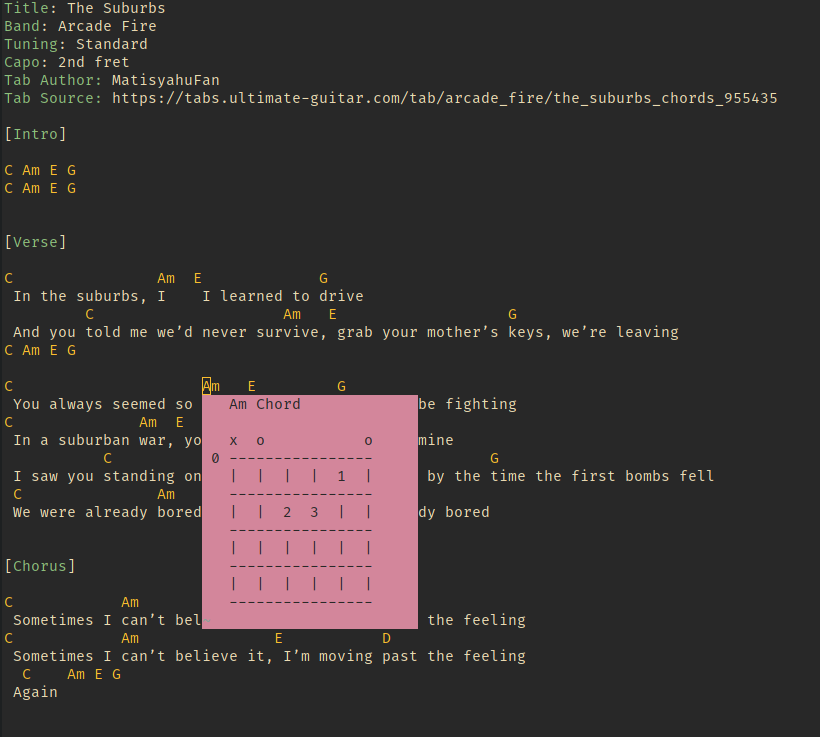 Title: The Suburbs
Band: Arcade Fire
Tuning: Standard
Capo: 2nd fret
Tab Author: MatisyahuFan
Tab Source: https://tabs.ultimate-guitar.com/tab/arcade_fire/the_suburbs_chords_955435
[Intro]
C Am E G
C Am E G
[Verse]
C                Am  E             G
 In the suburbs, I    I learned to drive
         C                     Am   E                   G
 And you told me we’d never survive, grab your mother’s keys, we’re leaving
C Am E G
C                     Am   E         G
 You always seemed so    Am Chord             be fighting
C              Am  E
 In a suburban war, yo   x  o           o     mine
           C                                          G
 I saw you standing on                         by the time the first bombs fell
 C               Am
 We were already bored                        dy bored
0 ----------------
  |  |  |  |  1  |
  ----------------
  |  |  2  3  |  |
  ----------------
  |  |  |  |  |  |
  ----------------
  |  |  |  |  |  |
  ----------------
[Chorus]
C            Am
 Sometimes I can’t bel                         the feeling
C            Am               E           D
 Sometimes I can’t believe it, I’m moving past the feeling
  C    Am E G
 Again